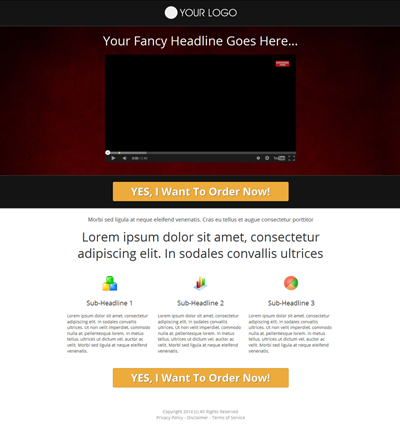 YOUR LOGO
Your Fancy Headline Goes Here...
YES, I Want To Order Now!
Morbi sed ligula at neque eleifend venenatis. Cras eu tellus et augue consectetur porttitor
Lorem ipsum dolor sit amet, consectetur
adipiscing elit. In sodales convallis ultrices
Sub-Headline 1
Lorem ipsum dolor sit amet, consectetur
adipiscing elit. In sodales convallis
ultrices. Ut non velit imperdiet, commodo
nulla at, pellentesque lorem. In mattis
tellus, ultrices ut dictum vel, auctor ac
velit. Morbi sed ligula at neque eleifend
venenatis.
Sub-Headline 2
Lorem ipsum dolor sit amet, consectetur
adipiscing elit. In sodales convallis
ultrices. Ut non velit imperdiet, commodo
nulla at, pellentesque lorem. In mattis
tellus, ultrices ut dictum vel, auctor ac
velit. Morbi sed ligula at neque eleifend
venenatis.
Sub-Headline 3
Lorem ipsum dolor sit amet, consectetur
adipiscing elit. In sodales convallis
ultrices. Ut non velit imperdiet, commodo
nulla at, pellentesque lorem. In mattis
tellus, ultrices ut dictum vel, auctor ac
velit. Morbi sed ligula at neque eleifend
venenatis.
YES, I Want To Order Now!
Copyright 2014 (c) All Rights Reserved
Privacy Policy - Disclaimer - Terms of Service